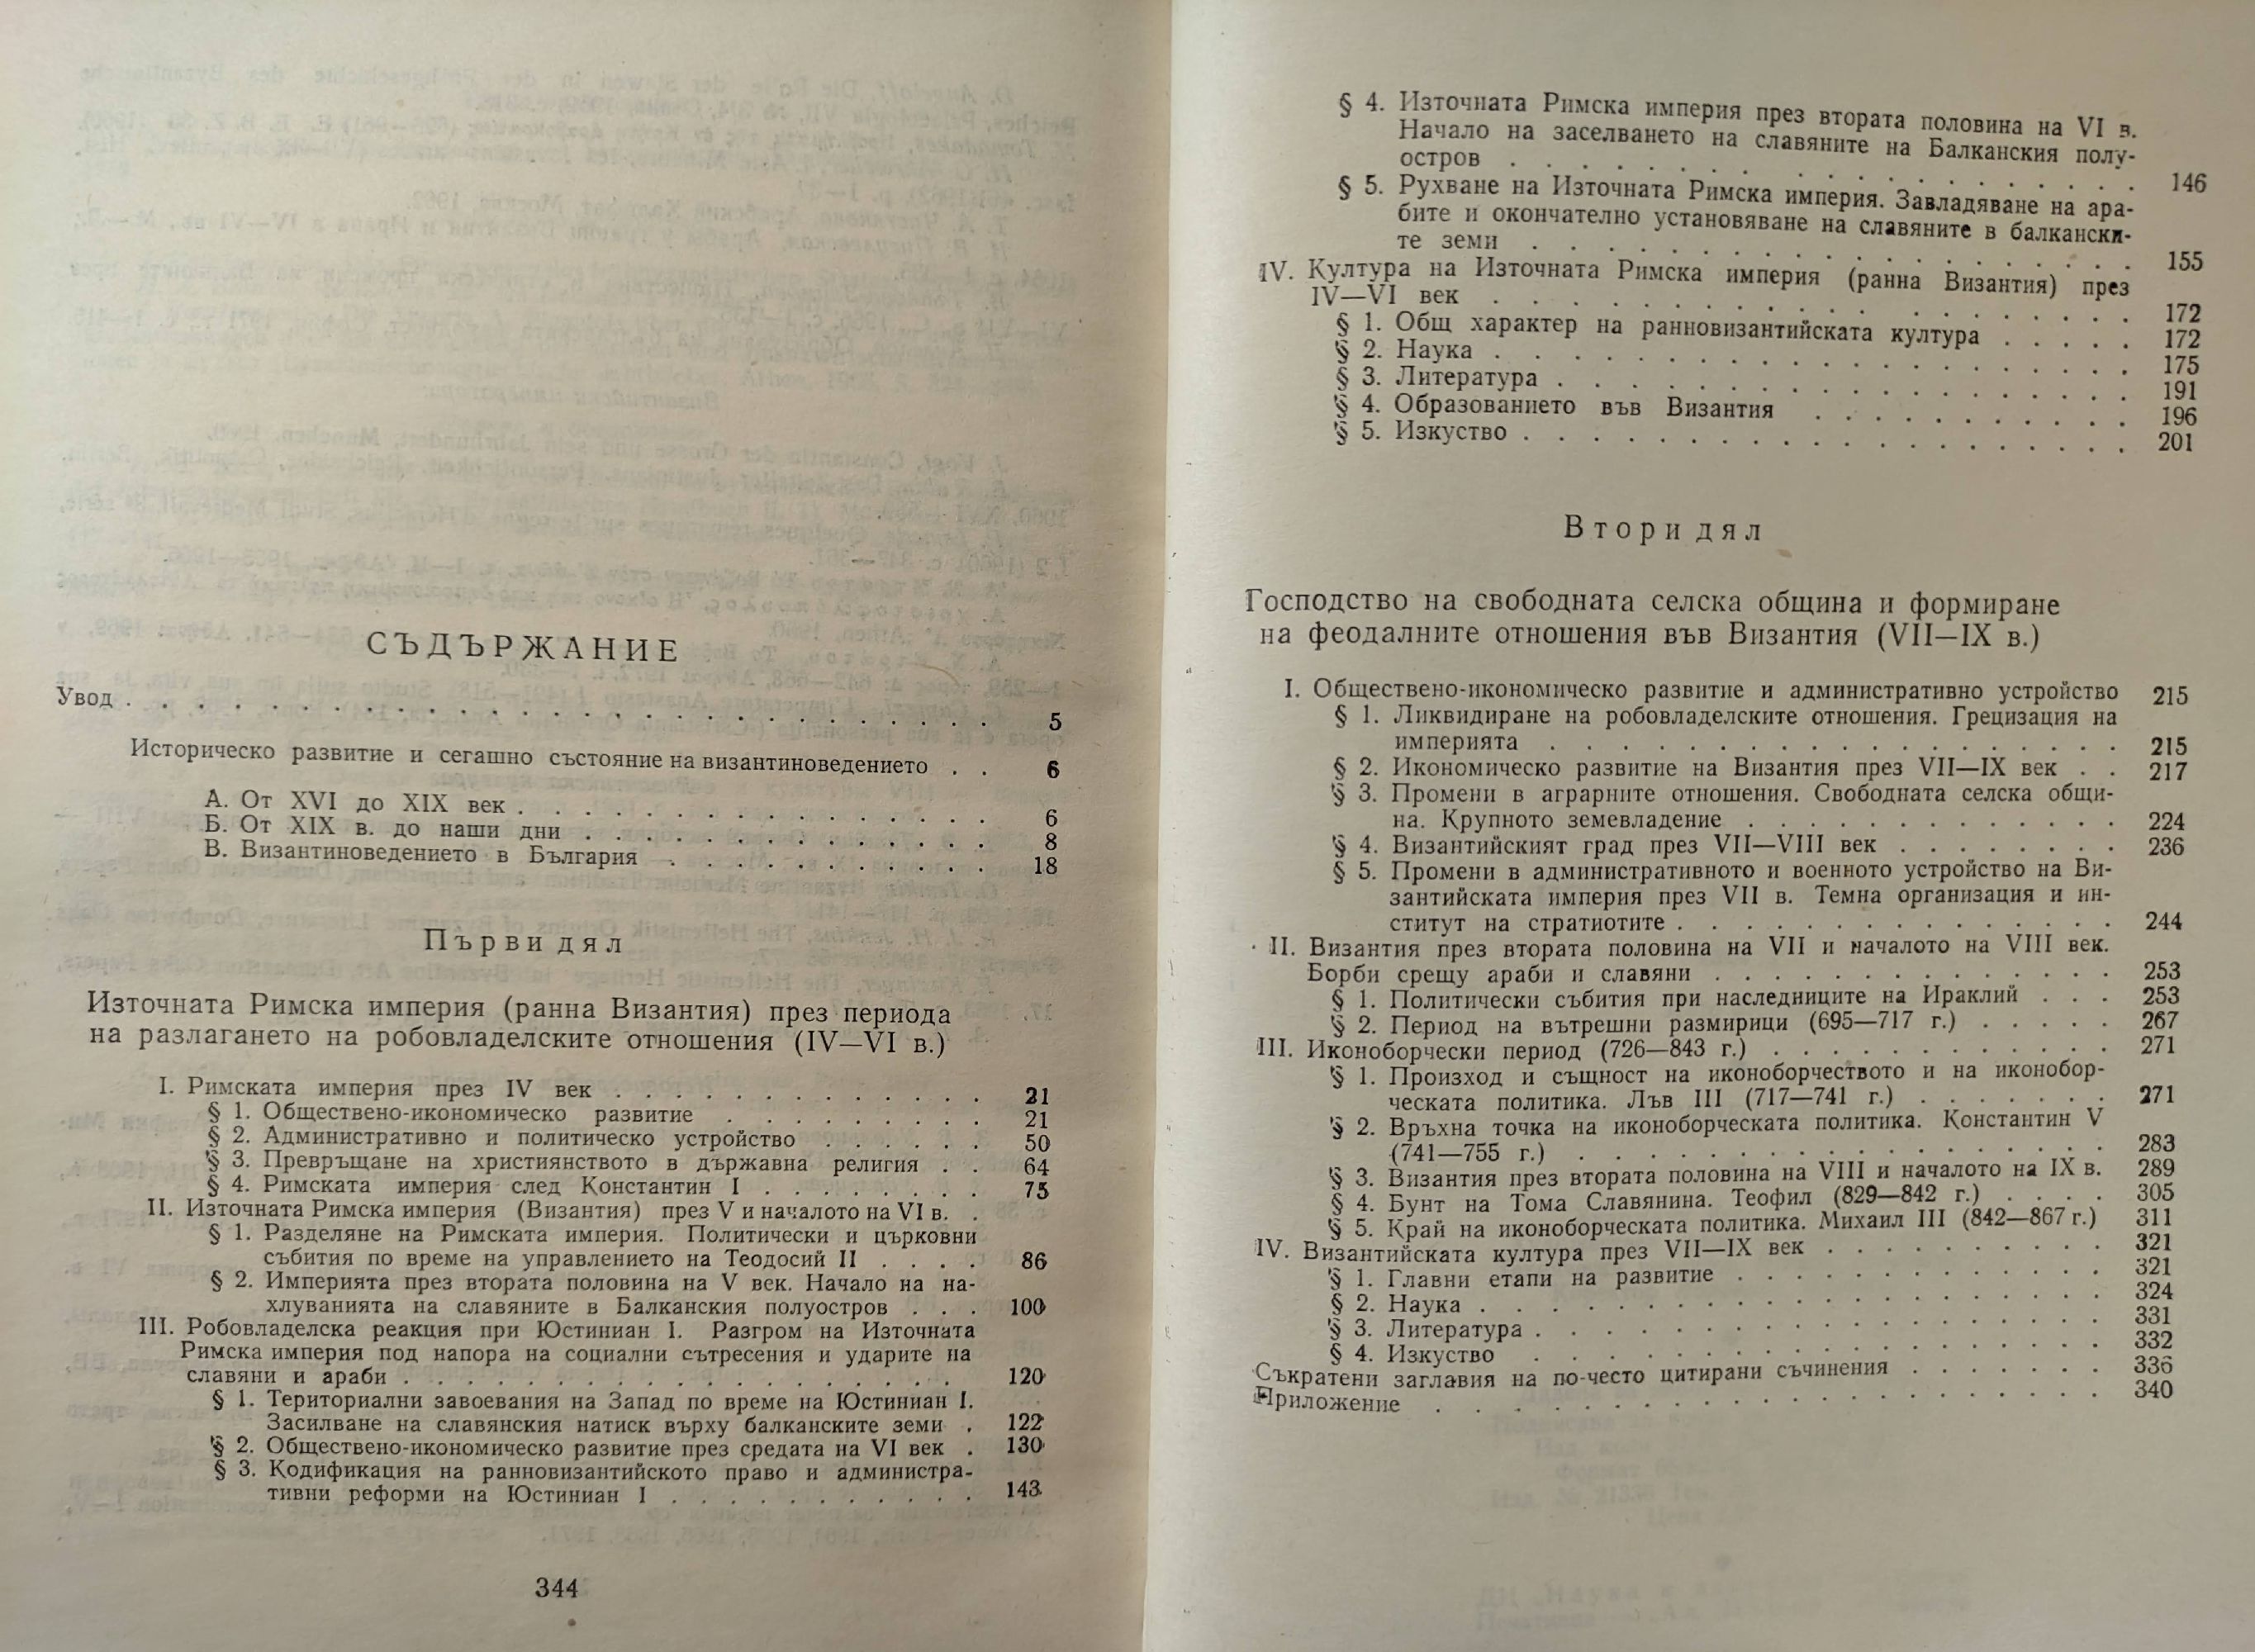 СЪДЪРЖАНИЕ
Увод . . . . . . . . . . . . . . . . . . . . 5
Историческо развитие и сегашно състояние на византиноведението . . 6
А. От XVI до XIX век . . . . . . . . . . . . 6
Б. От XIX в. до наши дни . . . . . . . . . . . 8
В. Византиноведението в България . . . . . . . . . 18
Първи дял
Източната Римска империя (ранна Византия) през периода
на разлагането на робовладелските отношения (IV—VI в.)
I. Римската империя през IV век . . . . . . . . . . . 21
§ 1. Обществено-икономическо развитие . . . . . . . 21
§ 2. Административно и политическо устройство . . . . . 50
§ 3. Превръщане на християнството в държавна религия . . 64
§ 4. Римската империя след Константин I . . . . . . . 75
II. Източната Римска империя (Византия) през V и началото на VI в. .
§ 1. Разделяне на Римската империя. Политически и църковни
събития по време на управлението на Теодосий II . . . . 86
§ 2. Империята през втората половина на V век. Начало на на-
хлуванията на славяните в Балканския полуостров . . . 100
III. Робовладелска реакция при Юстиниан I. Разгром на Източната
Римска империя под напора на социални сътресения и ударите на
славяни и араби . . . . . . . . . . . . . . . . 120
§ 1. Териториални завоевания на Запад по време на Юстиниан I.
Засилване на славянския натиск върху балканските земи . 122
§ 2. Обществено-икономическо развитие през средата на VI век . 130
§ 3. Кодификация на ранновизантийското право и администра-
тивни реформи на Юстиниан I . . . . . . . . . . 143
344
§ 4. Източната Римска империя през втората половина на VI в.
Начало на заселването на славяните на Балканския полу-
остров . . . . . . . . . . . . . . . . . . 146
§ 5. Рухване на Източната Римска империя. Завладяване на ара-
бите и окончателно установяване на славяните в балкански-
те земи . . . . . . . . . . . . . . . . . . 155
IV. Култура на Източната Римска империя (ранна Византия) през
IV—VI век . . . . . . . . . . . . . . . . . . 172
§ 1. Общ характер на ранновизантийската култура . . . . . 172
§ 2. Наука . . . . . . . . . . . . . . . . . . 175
§ 3. Литература . . . . . . . . . . . . . . . . 191
§ 4. Образованието във Византия . . . . . . . . . . 196
§ 5. Изкуство . . . . . . . . . . . . . . . . . 201
Втори дял
Господство на свободната селска община и формиране
на феодалните отношения във Византия (VII—IX в.)
I. Обществено-икономическо развитие и административно устройство 215
§ 1. Ликвидиране на робовладелските отношения. Грецизация на
империята . . . . . . . . . . . . . . . . . 215
§ 2. Икономическо развитие на Византия през VII—IX век . . 217
§ 3. Промени в аграрните отношения. Свободната селска общи-
на. Крупното земевладение . . . . . . . . . . . 224
§ 4. Византийският град през VII—VIII век . . . . . . . 236
§ 5. Промени в административното и военното устройство на Ви-
зантийската империя през VII в. Темна организация и ин-
ститут на стратиотите . . . . . . . . . . . . . 244
II. Византия през втората половина на VII и началото на VIII век.
Борби срещу араби и славяни . . . . . . . . . . . . 253
§ 1. Политически събития при наследниците на Ираклий . . . 253
§ 2. Период на вътрешни размирици (695—717 г.) . . . . . 267
III. Иконоборчески период (726—843 г.) . . . . . . . . . . 271
§ 1. Произход и същност на иконоборчеството и на иконобор-
ческата политика. Лъв III (717—741 г.) . . . . . . . 271
§ 2. Връхна точка на иконоборческата политика. Константин V
(741—755 г.) . . . . . . . . . . . . . . . . 283
§ 3. Византия през втората половина на VIII и началото на IX в. 289
§ 4. Бунт на Тома Славянина. Теофил (829—842 г.) . . . . 305
§ 5. Край на иконоборческата политика. Михаил III (842—867 г.) 311
IV. Византийската култура през VII—IX век . . . . . . . . . 321
§ 1. Главни етапи на развитие . . . . . . . . . . . . 321
§ 2. Наука . . . . . . . . . . . . . . . . . . 324
§ 3. Литература . . . . . . . . . . . . . . . . 331
§ 4. Изкуство . . . . . . . . . . . . . . . . . 332
Съкратени заглавия на по-често цитирани съчинения . . . . . . . 336
Приложение . . . . . . . . . . . . . . . . . . 340